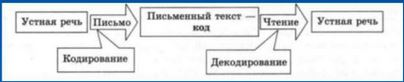 Устная речь
Письмо
Письменный текст —
код
Чтение
Устная речь
Кодирование
Декодирование